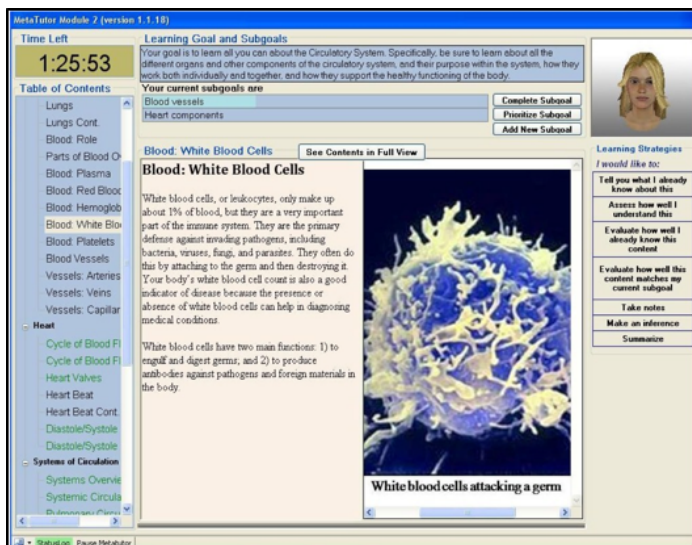 MetaTutor Module 2 (version 1.1.18)
Time Left
1:25:53
Table of Contents
Lungs
Lungs Cont.
Blood: Role
Parts of Blood O
Blood: Plasma
Blood: Red Blood
Blood: Hemoglob
Blood: White Bloo
Blood: Platelets
Blood Vessels
Vessels: Arteries
Vessels: Veins
Vessels: Capillar
Heart
Cycle of Blood Fl
Cycle of Blood Fl
Heart Valves
Heart Beat
Heart Beat Cont.
Diastole/Systole
Diastole/Systole
Systems of Circulation
Systems Overvie
Systemic Circula
Pulmonary Circu
Learning Goal and Subgoals
Your goal is to learn all you can about the Circulatory System. Specifically, be sure to learn about all the
different organs and other components of the circulatory system, and their purpose within the system, how they
work both individually and together, and how they support the healthy functioning of the body.
Your current subgoals are
Blood vessels
Heart components
Complete Subgoal
Prioritize Subgoal
Add New Subgoal
Blood: White Blood Cells
See Contents in Full View
Blood: White Blood Cells
White blood cells, or leukocytes, only make up
about 1% of blood, but they are a very important
part of the immune system. They are the primary
defense against invading pathogens, including
bacteria, viruses, fungi, and parasites. They often do
this by attaching to the germ and then destroying it.
Your body's white blood cell count is also a good
indicator of disease because the presence or
absence of white blood cells can help in diagnosing
medical conditions.
White blood cells have two main functions: 1) to
engulf and digest germs; and 2) to produce
antibodies against pathogens and foreign materials in
the body.
White blood cells attacking a germ
Learning Strategies
I would like to:
Tell you what I already
know about this
Assess how well I
understand this
Evaluate how well I
already know this
content
Evaluate how well this
content matches my
current subgoal
Take notes
Make an inference
Summarize
StatusLog Pause Metatutor